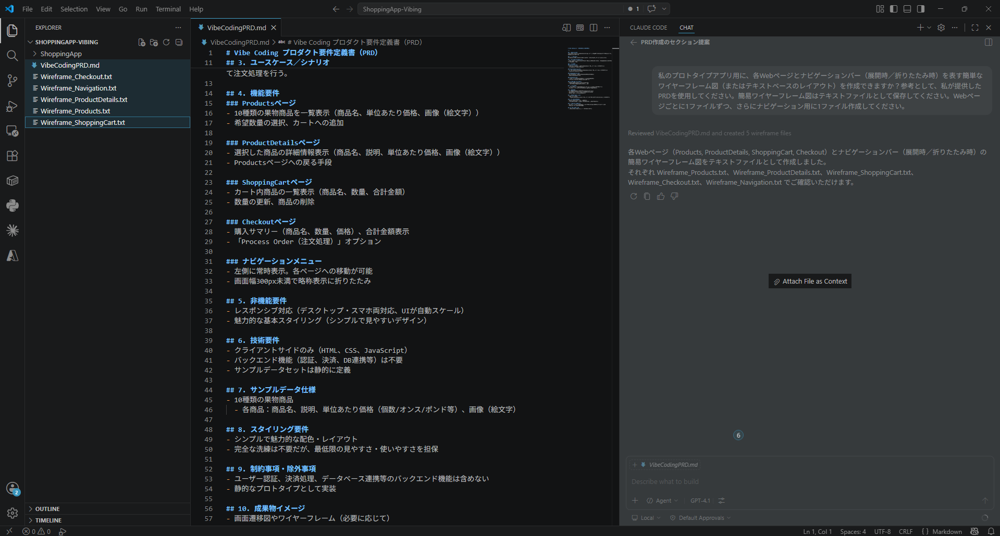 File Edit Selection View Go Run Terminal Help
ShoppingApp-Vibing
1
EXPLORER
SHOPPINGAPP-VIBING
ShoppingApp
VibeCodingPRD.md
Wireframe_Checkout.txt
Wireframe_Navigation.txt
Wireframe_ProductDetails.txt
Wireframe_Products.txt
Wireframe_ShoppingCart.txt
OUTLINE
TIMELINE
2
VibeCodingPRD.md
VibeCodingPRD.md > abc # Vibe Coding プロダクト要件定義書（PRD）
1 # Vibe Coding プロダクト要件定義書（PRD）
11 ## 3. ユースケース／シナリオ
て注文処理を行う。
13
14 ## 4. 機能要件
15 ### Productsページ
16 - 10種類の果物商品を一覧表示（商品名、単位あたり価格、画像（絵文字））
17 - 希望数量の選択、カートへの追加
18
19 ### ProductDetailsページ
20 - 選択した商品の詳細情報表示（商品名、説明、単位あたり価格、画像（絵文字））
21 - Productsページへの戻る手段
22
23 ### ShoppingCartページ
24 - カート内商品の一覧表示（商品名、数量、合計金額）
25 - 数量の更新、商品の削除
26
27 ### Checkoutページ
28 - 購入サマリー（商品名、数量、価格）、合計金額表示
29 - 「Process Order（注文処理）」オプション
30
31 ### ナビゲーションメニュー
32 - 左側に常時表示。各ページへの移動が可能
33 - 画面幅300px未満で略称表示に折りたたみ
34
35 ## 5. 非機能要件
36 - レスポンシブ対応（デスクトップ・スマホ両対応、UIが自動スケール）
37 - 魅力的な基本スタイリング（シンプルで見やすいデザイン）
38
39 ## 6. 技術要件
40 - クライアントサイドのみ（HTML、CSS、JavaScript）
41 - バックエンド機能（認証、決済、DB連携等）は不要
42 - サンプルデータセットは静的に定義
43
44 ## 7. サンプルデータ仕様
45 - 10種類の果物商品
46 - 各商品：商品名、説明、単位あたり価格（個数/オンス/ポンド等）、画像（絵文字）
47
48 ## 8. スタイリング要件
49 - シンプルで魅力的な配色・レイアウト
50 - 完全な洗練は不要だが、最低限の見やすさ・使いやすさを担保
51
52 ## 9. 制約事項・除外事項
53 - ユーザー認証、決済処理、データベース連携等のバックエンド機能は含めない
54 - 静的なプロトタイプとして実装
55
56 ## 10. 成果物イメージ
57 - 画面遷移図やワイヤーフレーム（必要に応じて）
CLAUDE CODE CHAT
PRD作成のセクション提案
私のプロトタイプアプリ用に、各Webページとナビゲーションバー（展開時／折りたたみ時）を表す簡単な
ワイヤーフレーム図（またはテキストベースのレイアウト）を作成できますか？参考として、私が提供した
PRDを使用してください。簡易ワイヤーフレーム図はテキストファイルとして保存してください。Webペー
ジごとに1ファイルずつ、さらにナビゲーション用に1ファイル作成してください。
Reviewed VibeCodingPRD.md and created 5 wireframe files
各Webページ（Products, ProductDetails, ShoppingCart, Checkout）とナビゲーションバー（展開時／折りたたみ時）の
簡易ワイヤーフレーム図をテキストファイルとして作成しました。
それぞれ Wireframe_Products.txt、Wireframe_ProductDetails.txt、Wireframe_ShoppingCart.txt、
Wireframe_Checkout.txt、Wireframe_Navigation.txt でご確認いただけます。
Attach File as Context
6
VibeCodingPRD.md
Describe what to build
Agent GPT-4.1
Local Default Approvals
0 0
Ln 1, Col 1 Spaces: 4 UTF-8 CRLF {} Markdown